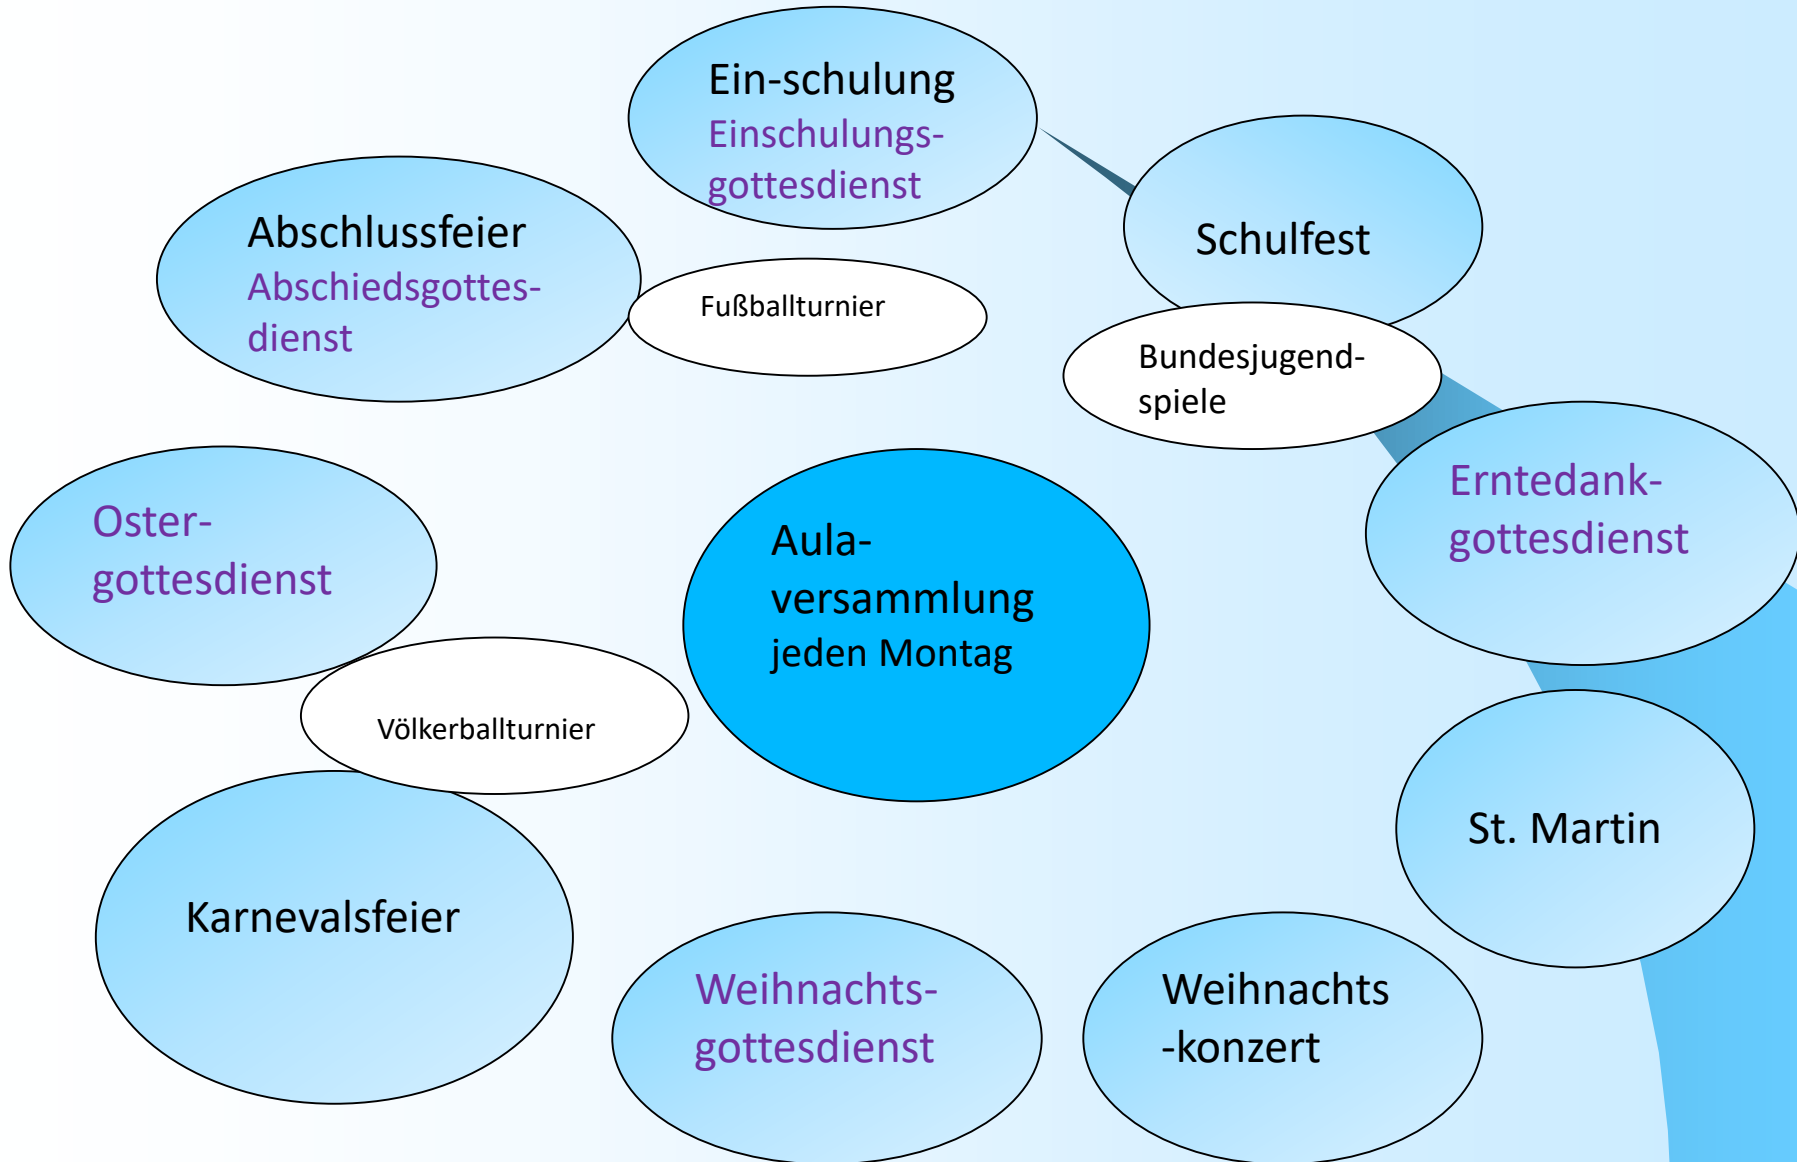 Ein-schulung
Einschulungs-
gottesdienst
Abschlussfeier
Abschiedsgottes-
dienst
Schulfest
Fußballturnier
Bundesjugend-
spiele
Oster-
gottesdienst
Aula-
versammlung
jeden Montag
Erntedank-
gottesdienst
Völkerballturnier
St. Martin
Karnevalsfeier
Weihnachts-
gottesdienst
Weihnachts
-konzert